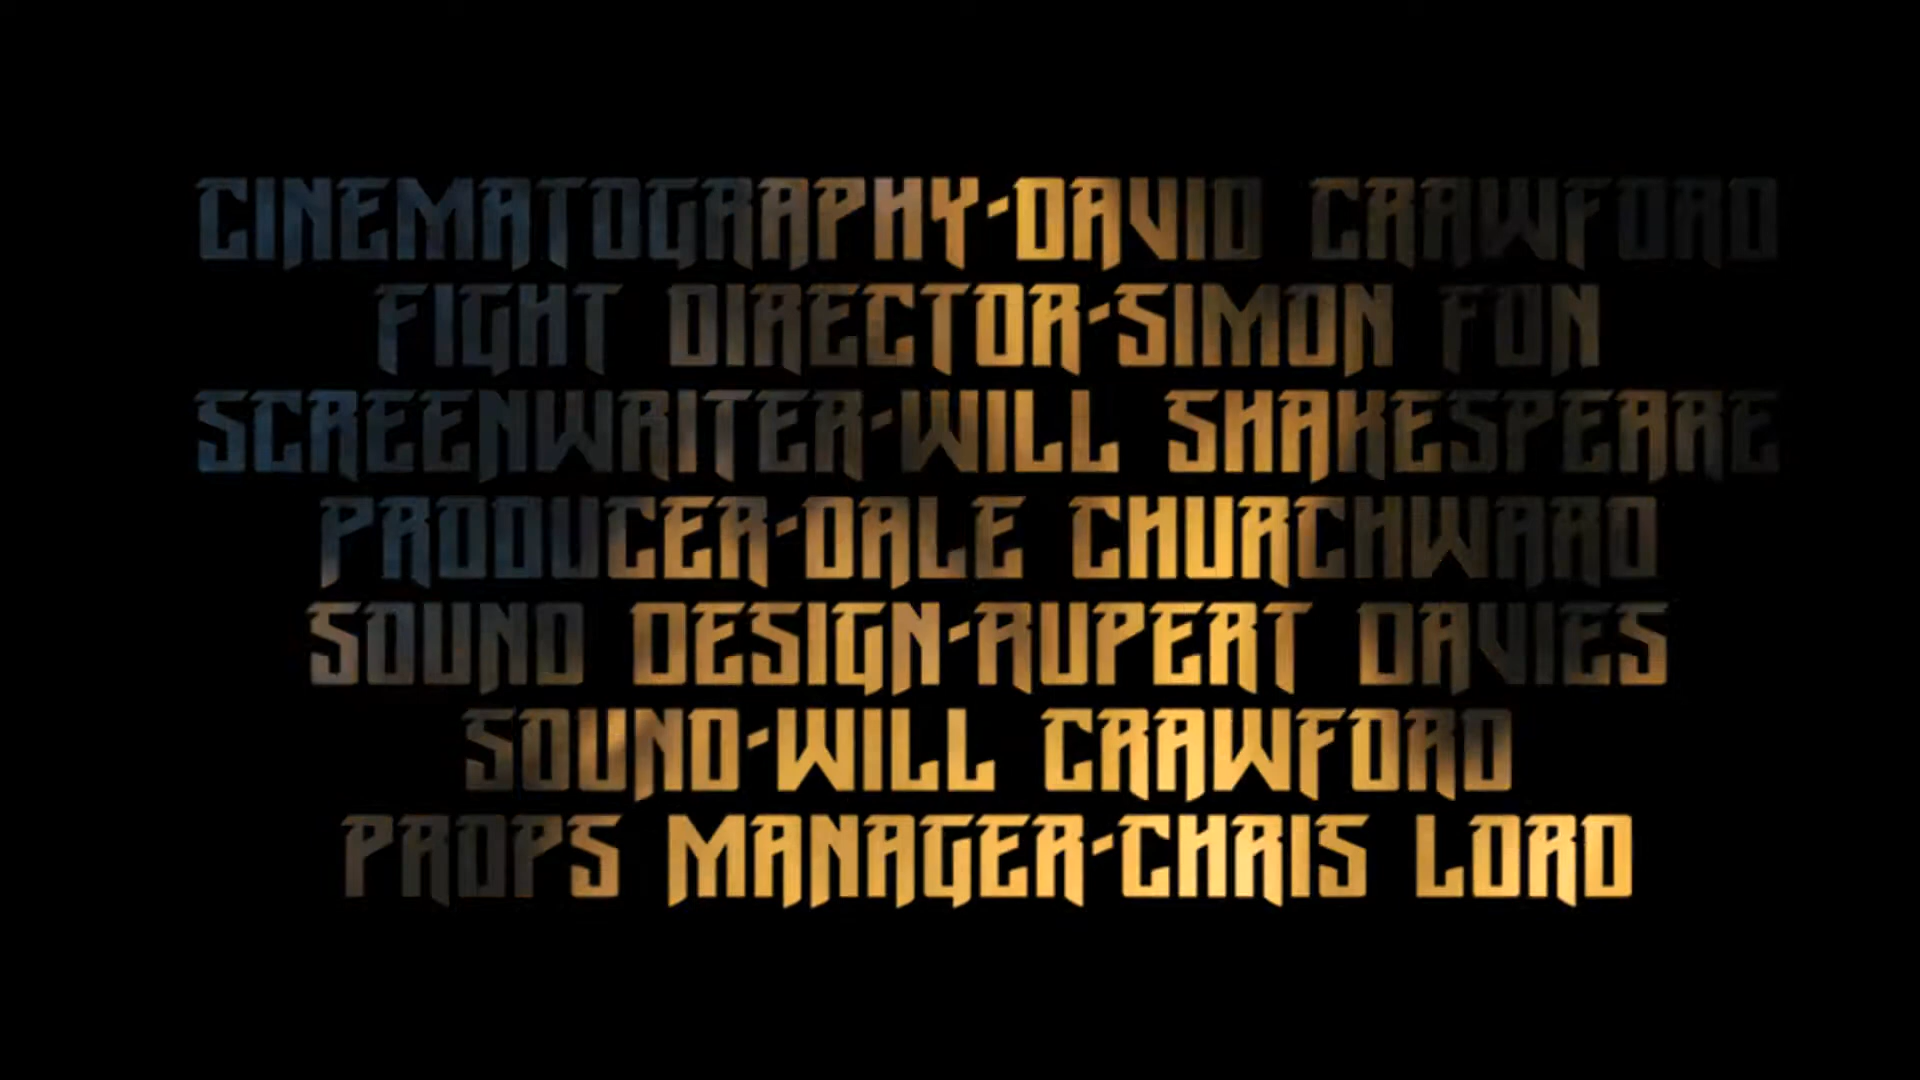 CINEMATOGRAPHY-DAVID CRAWFORD
FIGHT DIRECTOR-SIMON FON
SCREENWRITER-WILL SHAKESPEARE
PRODUCER-DALE CHURCHWARD
SOUND DESIGN-RUPERT DAVIES
SOUND-WILL CRAWFORD
PROPS MANAGER-CHRIS LORD